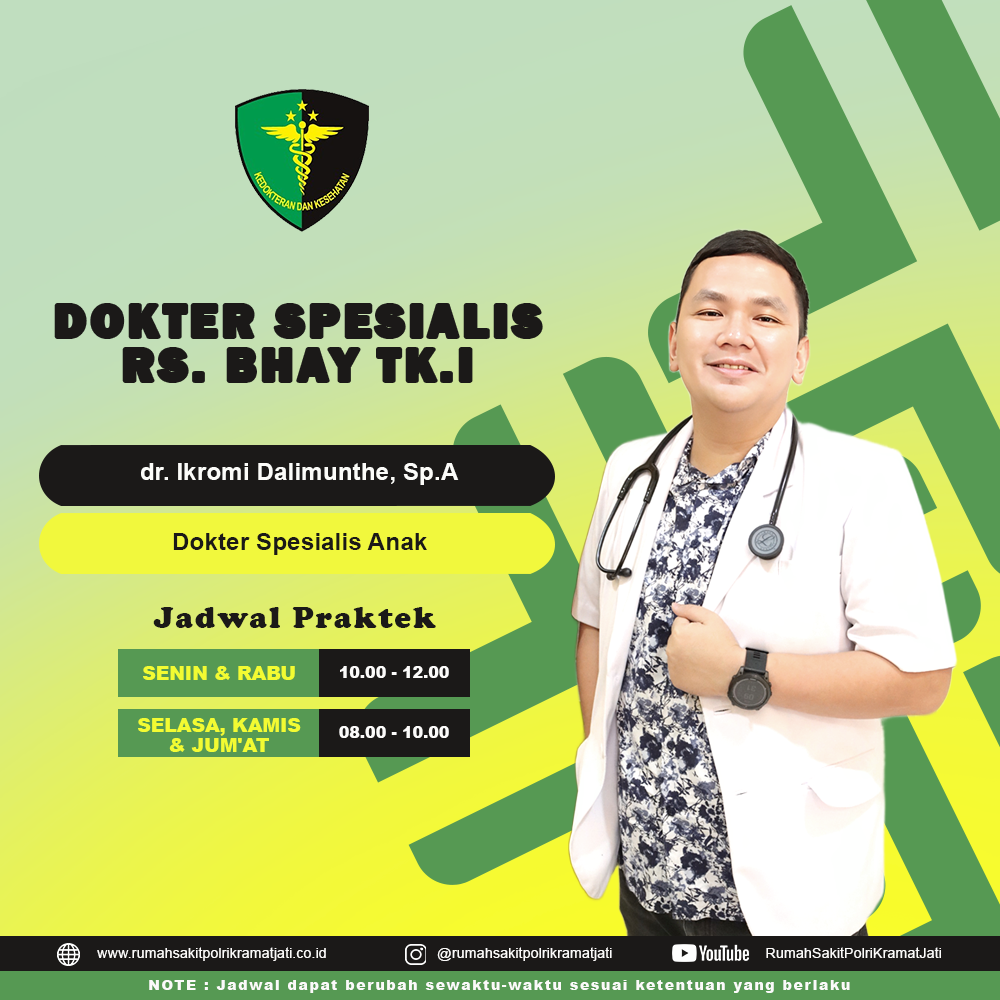 KEDOKTERAN DAN KESEHATAN
DOKTER SPESIALIS
RS. BHAY TK.I
dr. Ikromi Dalimunthe, Sp.A
Dokter Spesialis Anak
Jadwal Praktek
SENIN & RABU 10.00 - 12.00
SELASA, KAMIS
& JUM'AT 08.00 - 10.00
www.rumahsakitpolrikramatjati.co.id @rumahsakitpolrikramatjati YouTube RumahSakitPolriKramatJati
NOTE : Jadwal dapat berubah sewaktu-waktu sesuai ketentuan yang berlaku